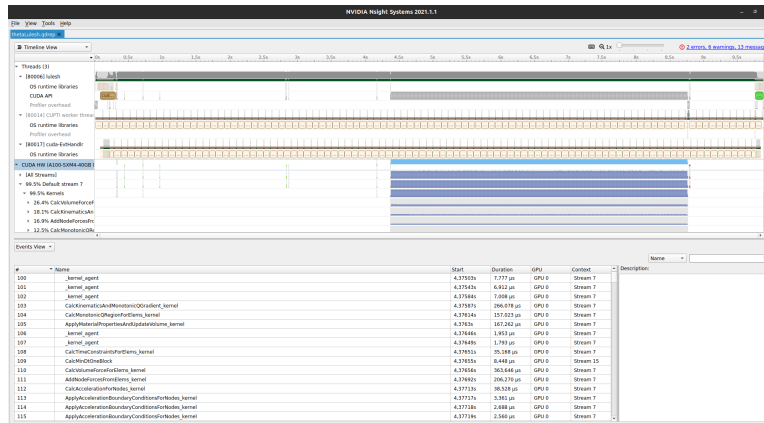 NVIDIA Nsight Systems 2021.1.1
File View Tools Help
thetaLulesh.qdrep
Timeline View
1x
2 errors, 6 warnings, 13 messag
0s 0.5s 1s 1.5s 2s 2.5s 3s 3.5s 4s 4.5s 5s 5.5s 6s 6.5s 7s 7.5s 8s 8.5s 9s 9.5s
Threads (3)
[80006] lulesh
OS runtime libraries
CUDA API
Profiler overhead
[80014] CUPTI worker threa
OS runtime libraries
Profiler overhead
[80017] cuda-EvtHandlr
OS runtime libraries
CUDA HW (A100-SXM4-40GB
[All Streams]
99.5% Default stream 7
99.5% Kernels
26.4% CalcVolumeForceF
18.1% CalcKinematicsAn
16.9% AddNodeForcesFro
12.5% CalcMonotonicQRe
Events View
Name
# Name Start Duration GPU Context Description:
100 _kernel_agent 4,37503s 7,777 μs GPU 0 Stream 7
101 _kernel_agent 4,37543s 6,912 μs GPU 0 Stream 7
102 _kernel_agent 4,37584s 7,008 μs GPU 0 Stream 7
103 CalcKinematicsAndMonotonicQGradient_kernel 4,37587s 266,078 μs GPU 0 Stream 7
104 CalcMonotonicQRegionForElems_kernel 4,37614s 157,023 μs GPU 0 Stream 7
105 ApplyMaterialPropertiesAndUpdateVolume_kernel 4,3763s 167,262 μs GPU 0 Stream 7
106 _kernel_agent 4,37646s 1,953 μs GPU 0 Stream 7
107 _kernel_agent 4,37649s 1,793 μs GPU 0 Stream 7
108 CalcTimeConstraintsForElems_kernel 4,37651s 35,168 μs GPU 0 Stream 7
109 CalcMinDtOneBlock 4,37655s 8,448 μs GPU 0 Stream 15
110 CalcVolumeForceForElems_kernel 4,37656s 363,646 μs GPU 0 Stream 7
111 AddNodeForcesFromElems_kernel 4,37692s 206,270 μs GPU 0 Stream 7
112 CalcAccelerationForNodes_kernel 4,37713s 38,528 μs GPU 0 Stream 7
113 ApplyAccelerationBoundaryConditionsForNodes_kernel 4,37717s 3,361 μs GPU 0 Stream 7
114 ApplyAccelerationBoundaryConditionsForNodes_kernel 4,37718s 2,688 μs GPU 0 Stream 7
115 ApplyAccelerationBoundaryConditionsForNodes_kernel 4,37719s 2,560 μs GPU 0 Stream 7